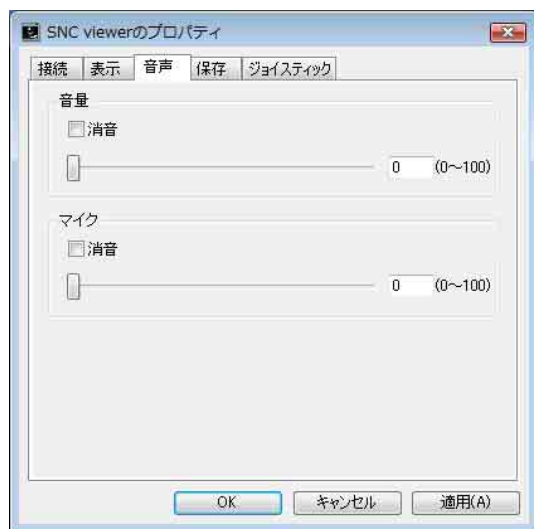 SNC viewerのプロパティ
接続 表示 音声 保存 ジョイスティック
音量
消音
0 (0～100)
マイク
消音
0 (0～100)
OK キャンセル 適用(A)